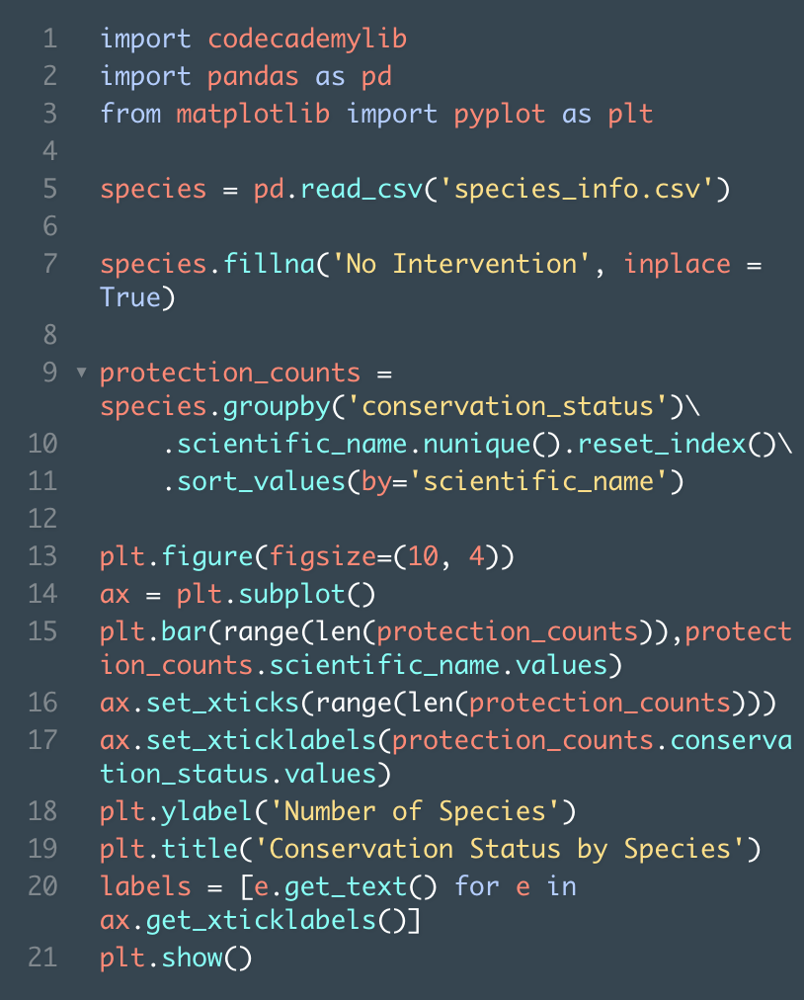 1 import codecademylib
2 import pandas as pd
3 from matplotlib import pyplot as plt
4
5 species = pd.read_csv('species_info.csv')
6
7 species.fillna('No Intervention', inplace =
True)
8
9 ▾ protection_counts =
species.groupby('conservation_status')\
10     .scientific_name.nunique().reset_index()\
11     .sort_values(by='scientific_name')
12
13 plt.figure(figsize=(10, 4))
14 ax = plt.subplot()
15 plt.bar(range(len(protection_counts)),protect
ion_counts.scientific_name.values)
16 ax.set_xticks(range(len(protection_counts)))
17 ax.set_xticklabels(protection_counts.conserva
tion_status.values)
18 plt.ylabel('Number of Species')
19 plt.title('Conservation Status by Species')
20 labels = [e.get_text() for e in
ax.get_xticklabels()]
21 plt.show()